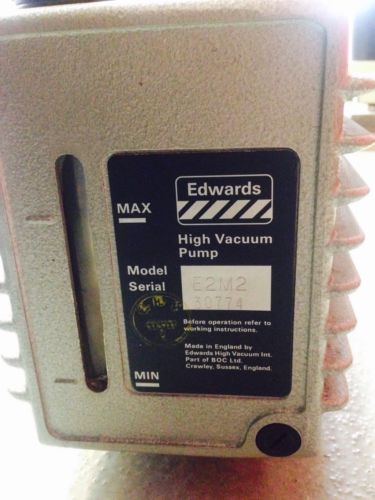 Edwards
MAX
High Vacuum
Pump
Model E2M2
Serial 30774
Before operation refer to
working instructions.
Made in England by
Edwards High Vacuum Int.
Part of BOC Ltd.
Crawley, Sussex, England.
MIN